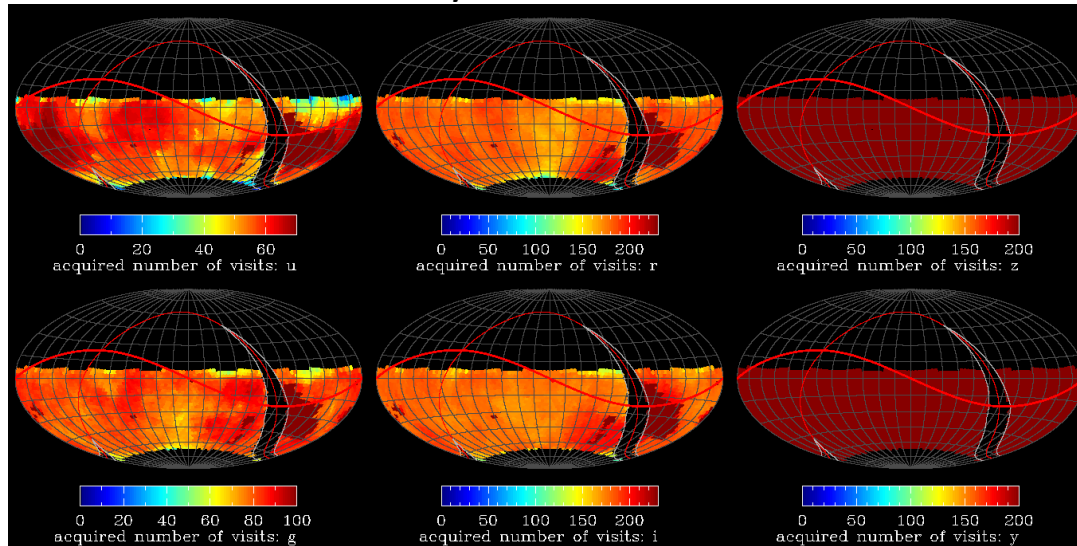 0 20 40 60
acquired number of visits: u
0 50 100 150 200
acquired number of visits: r
0 50 100 150 200
acquired number of visits: z
0 20 40 60 80 100
acquired number of visits: g
0 50 100 150 200
acquired number of visits: i
0 50 100 150 200
acquired number of visits: y